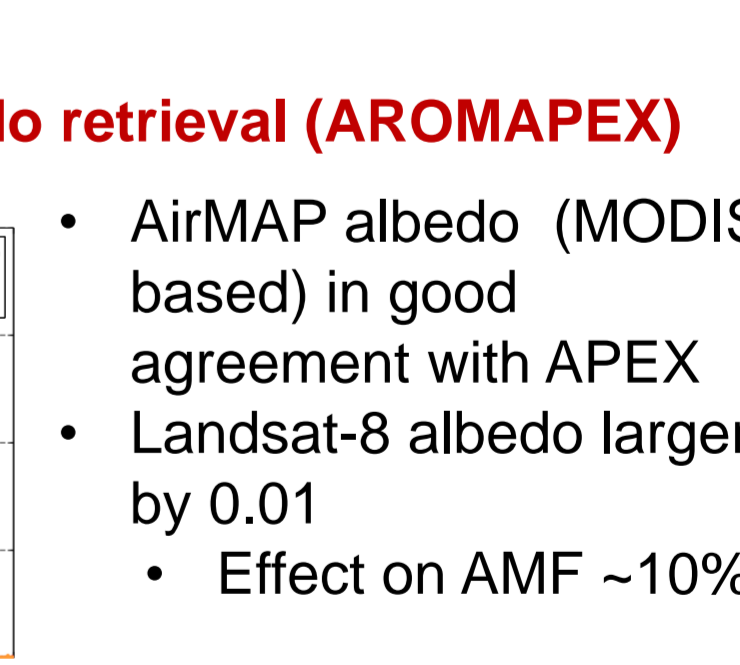 lo retrieval (AROMAPEX)
• AirMAP albedo (MODIS
based) in good
agreement with APEX
• Landsat-8 albedo larger
by 0.01
• Effect on AMF ~10%